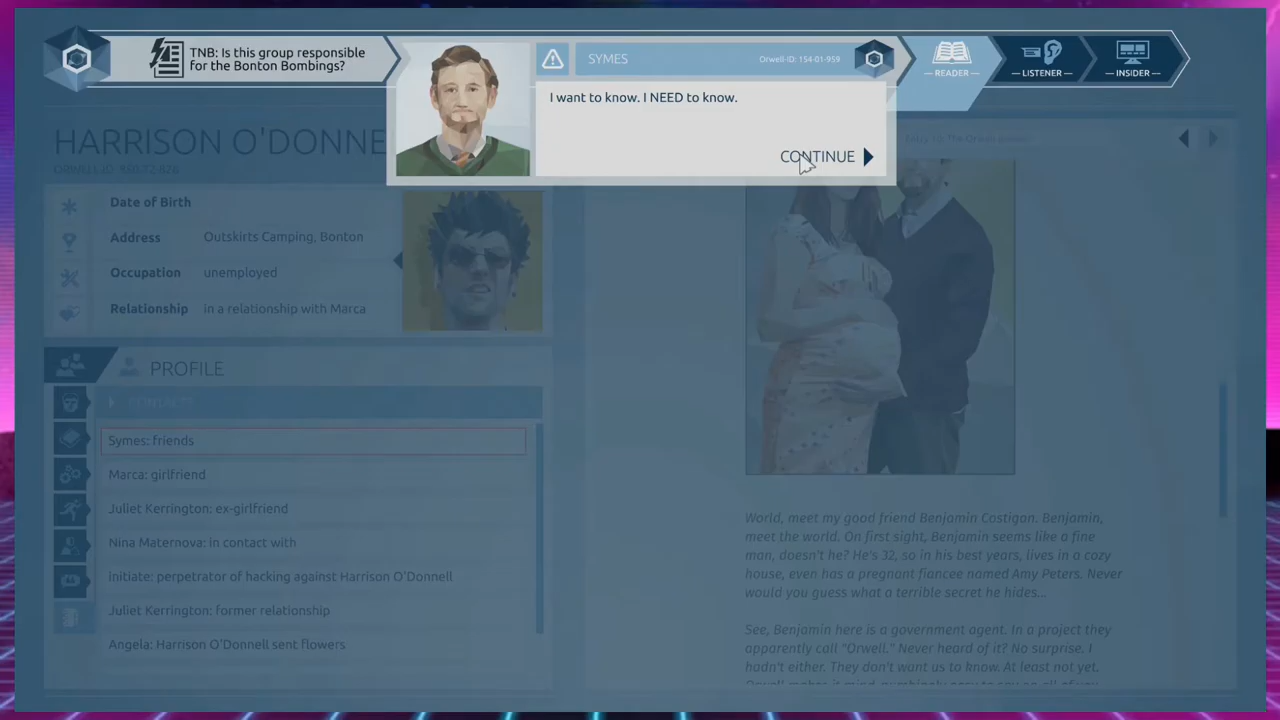 TNB: Is this group responsible
for the Bonton Bombings?
SYMES
Orwell-ID: 154-01-959
I want to know. I NEED to know.
CONTINUE
READER
LISTENER
INSIDER
HARRISON O'DONNE
Date of Birth
Address Outskirts Camping, Bonton
Occupation unemployed
Relationship in a relationship with Marca
PROFILE
CONTACTS
Symes: friends
Marca: girlfriend
Juliet Kerrington: ex-girlfriend
Nina Maternova: in contact with
initiate: perpetrator of hacking against Harrison O'Donnell
Juliet Kerrington: former relationship
Angela: Harrison O'Donnell sent flowers
World, meet my good friend Benjamin Castigan. Benjamin,
meet the world. On first sight, Benjamin seems like a fine
man, doesn't he? He's 32, so in his best years, lives in a cozy
house, even has a pregnant fiancee named Amy Peters. Never
would you guess what a terrible secret he hides...
See, Benjamin here is a government agent. In a project they
apparently call "Orwell." Never heard of it? No surprise. I
hadn't either. They don't want us to know. At least not yet.